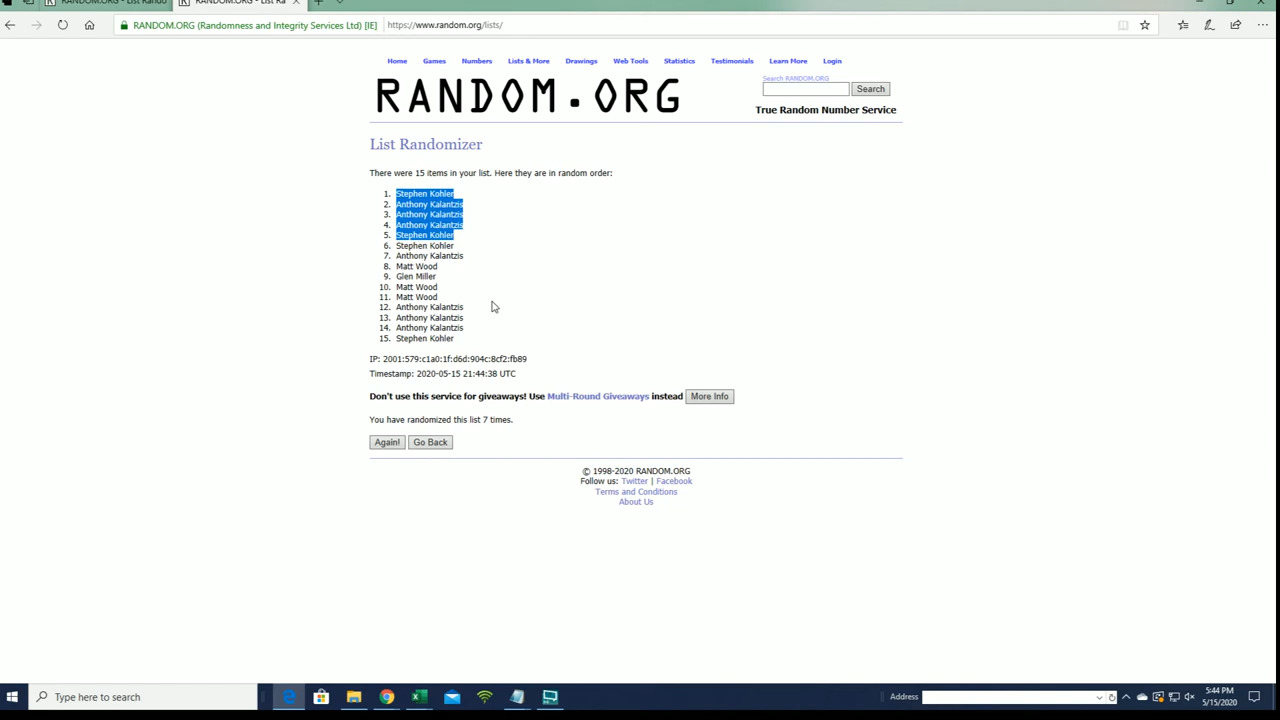 RANDOM.ORG - List Rando
RANDOM.ORG - List Ra
RANDOM.ORG (Randomness and Integrity Services Ltd) [IE]
https://www.random.org/lists/
Home Games Numbers Lists & More Drawings Web Tools Statistics Testimonials Learn More Login
RANDOM.ORG
Search RANDOM.ORG
Search
True Random Number Service
List Randomizer
There were 15 items in your list. Here they are in random order:
1. Stephen Kohler
2. Anthony Kalantzis
3. Anthony Kalantzis
4. Anthony Kalantzis
5. Stephen Kohler
6. Stephen Kohler
7. Anthony Kalantzis
8. Matt Wood
9. Glen Miller
10. Matt Wood
11. Matt Wood
12. Anthony Kalantzis
13. Anthony Kalantzis
14. Anthony Kalantzis
15. Stephen Kohler
IP: 2001:579:c1a0:1f:d6d:904c:8cf2:fb89
Timestamp: 2020-05-15 21:44:38 UTC
Don't use this service for giveaways! Use Multi-Round Giveaways instead More Info
You have randomized this list 7 times.
Again! Go Back
© 1998-2020 RANDOM.ORG
Follow us: Twitter | Facebook
Terms and Conditions
About Us
Type here to search
Address
5:44 PM
5/15/2020